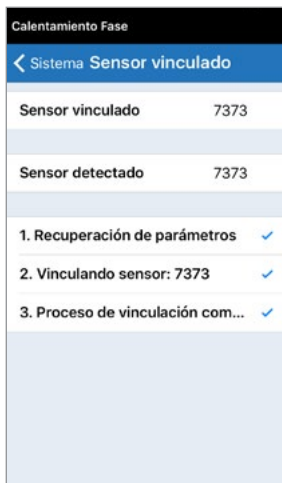 Calentamiento Fase
Sistema Sensor vinculado
Sensor vinculado 7373
Sensor detectado 7373
1. Recuperación de parámetros
2. Vinculando sensor: 7373
3. Proceso de vinculación com...